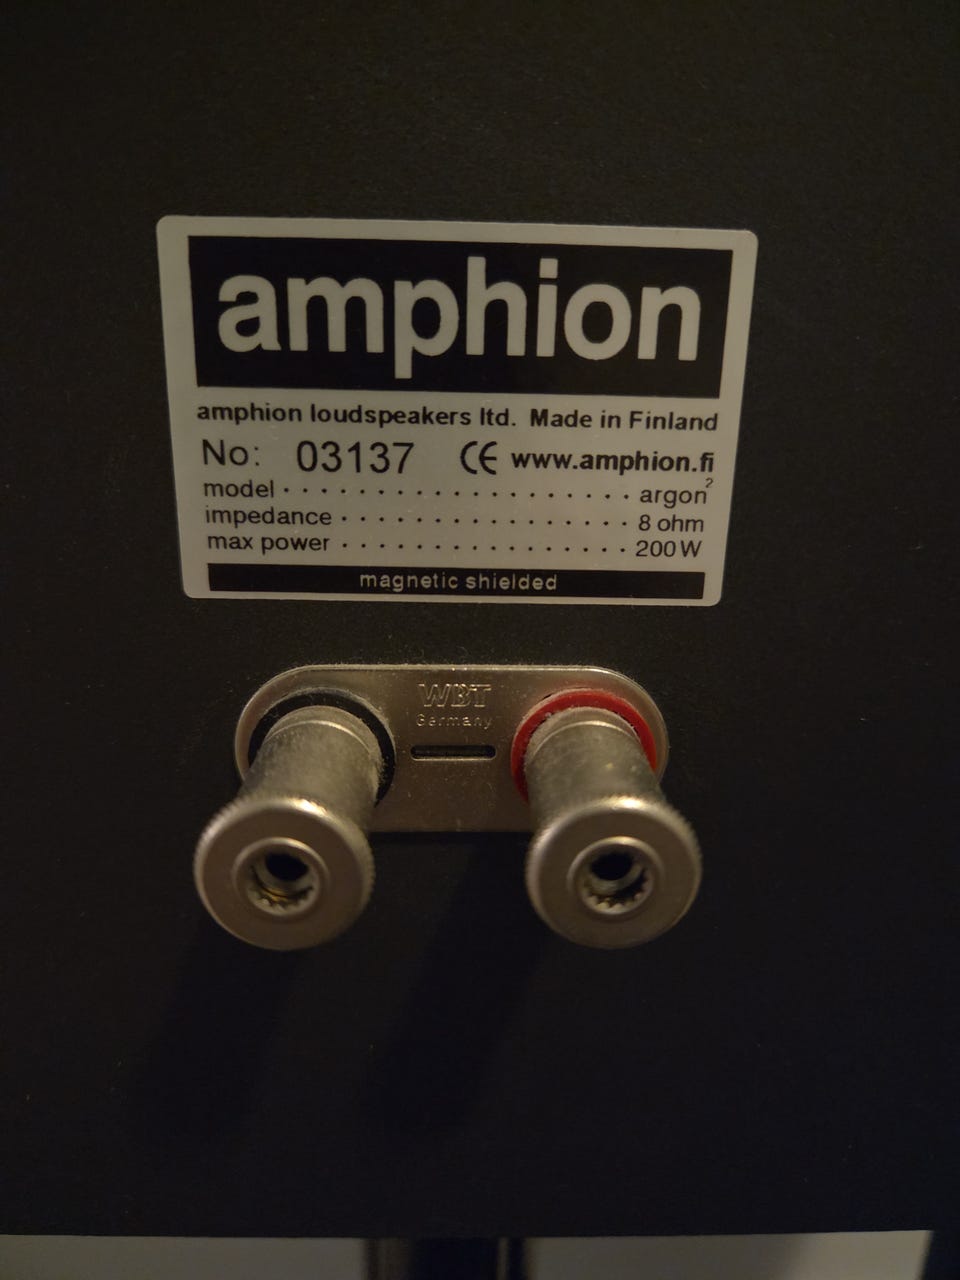 amphion
amphion loudspeakers ltd. Made in Finland
No: 03137 CE www.amphion.fi
model . . . . . . . . . . . . . . . . . . . argon²
impedance . . . . . . . . . . . . . . . . 8 ohm
max power . . . . . . . . . . . . . . . . 200W
magnetic shielded
WBT
Germany